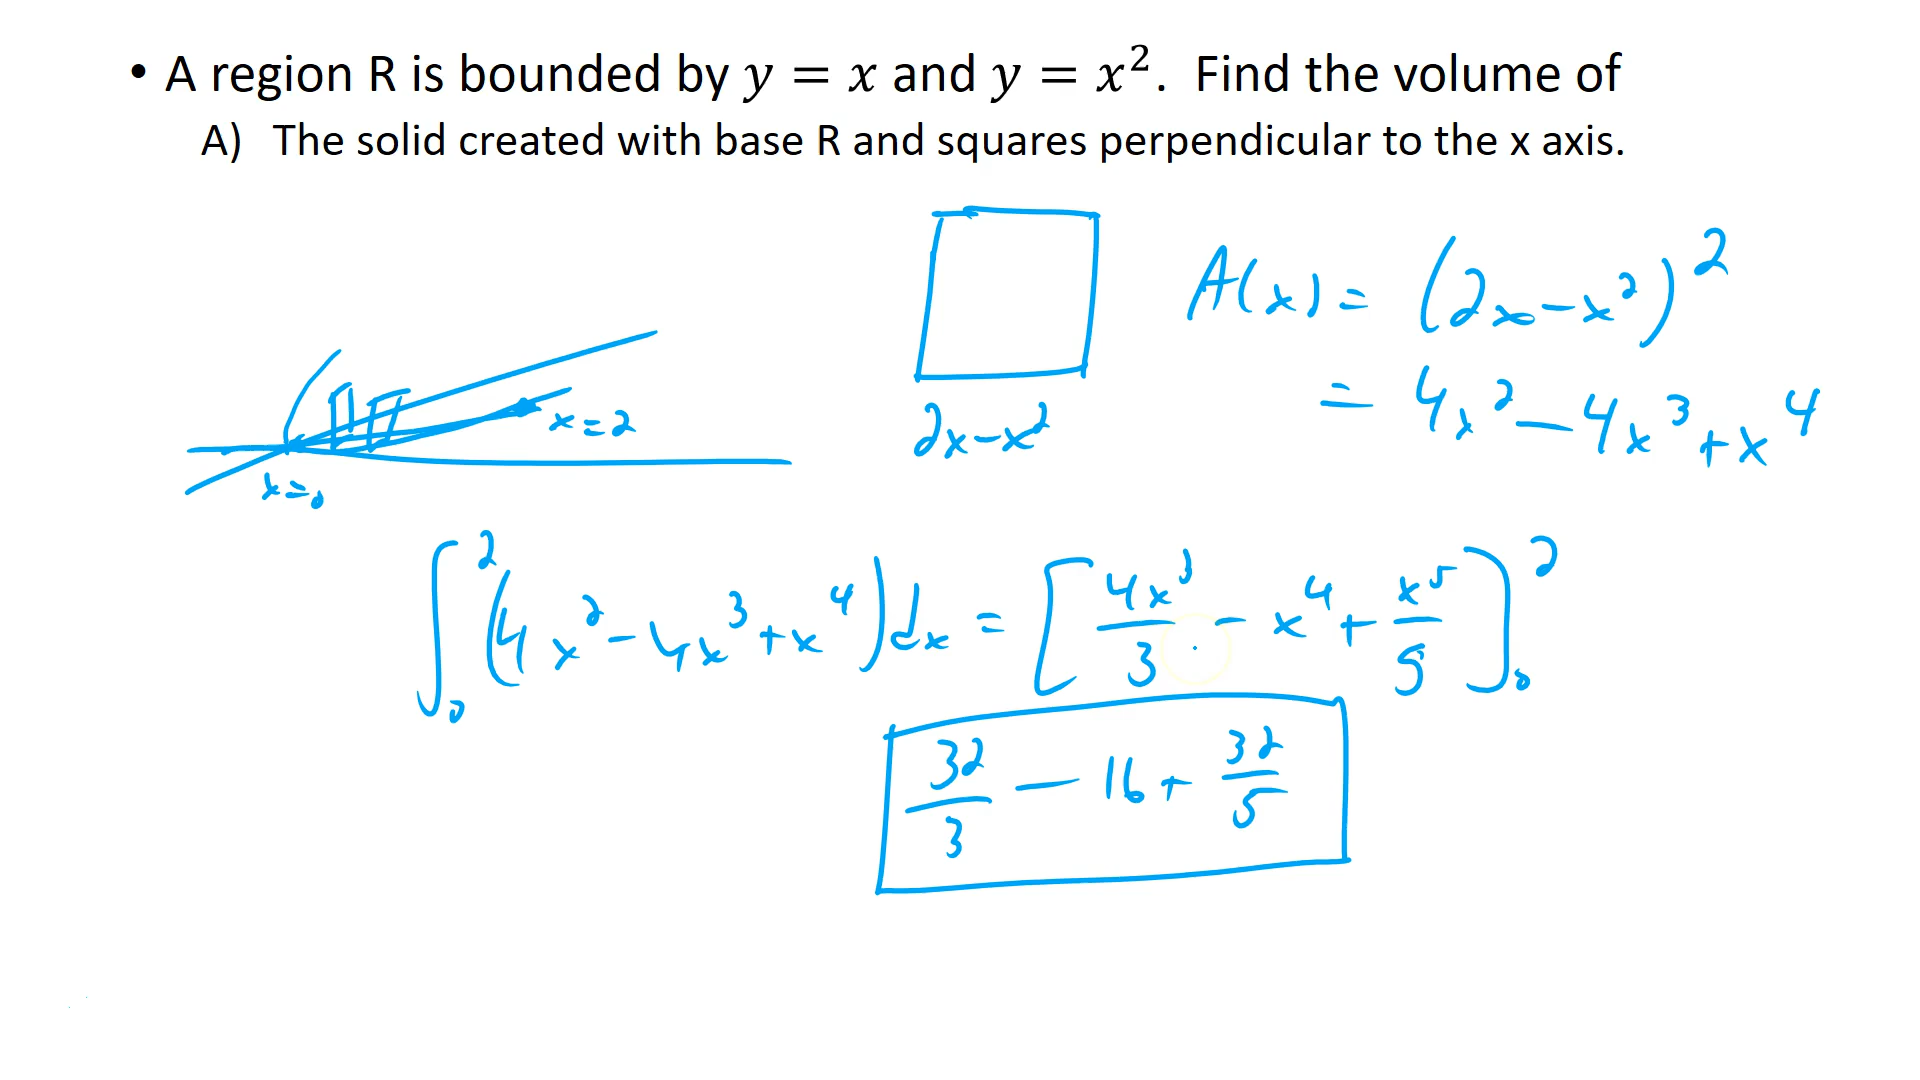 • A region R is bounded by y = x and y = x². Find the volume of
A) The solid created with base R and squares perpendicular to the x axis.
A(x) = (2x-x²)²
= 4x² - 4x³ + x⁴
x=2
2x-x²
x=0
∫₀² (4x² - 4x³ + x⁴) dx = [4x³/3 - x⁴ + x⁵/5]₀²
32/3 - 16 + 32/5